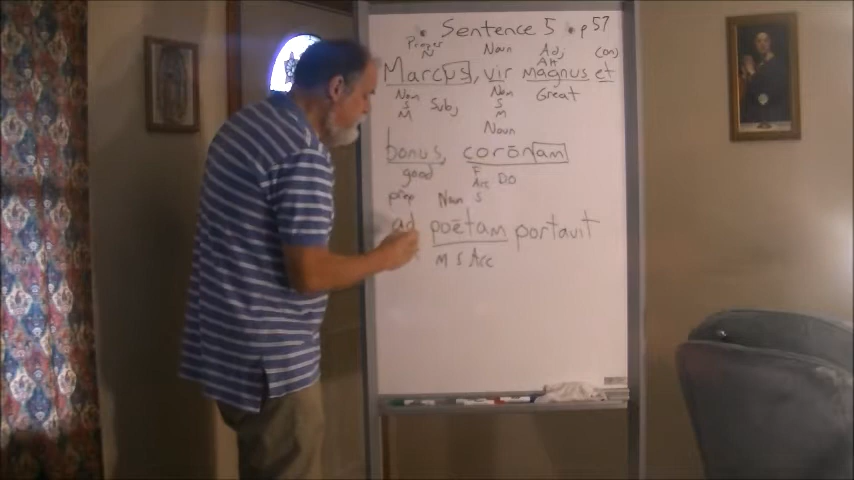 Sentence 5 • p 57
Proper N Noun Adj Conj
Att
Marcus, vir magnus et
Nom Subj Nom Great
S S
M M
Noun
bonus, corōnam
good F
Acc DO
prep Noun S
ad poētam portavit
M S Acc